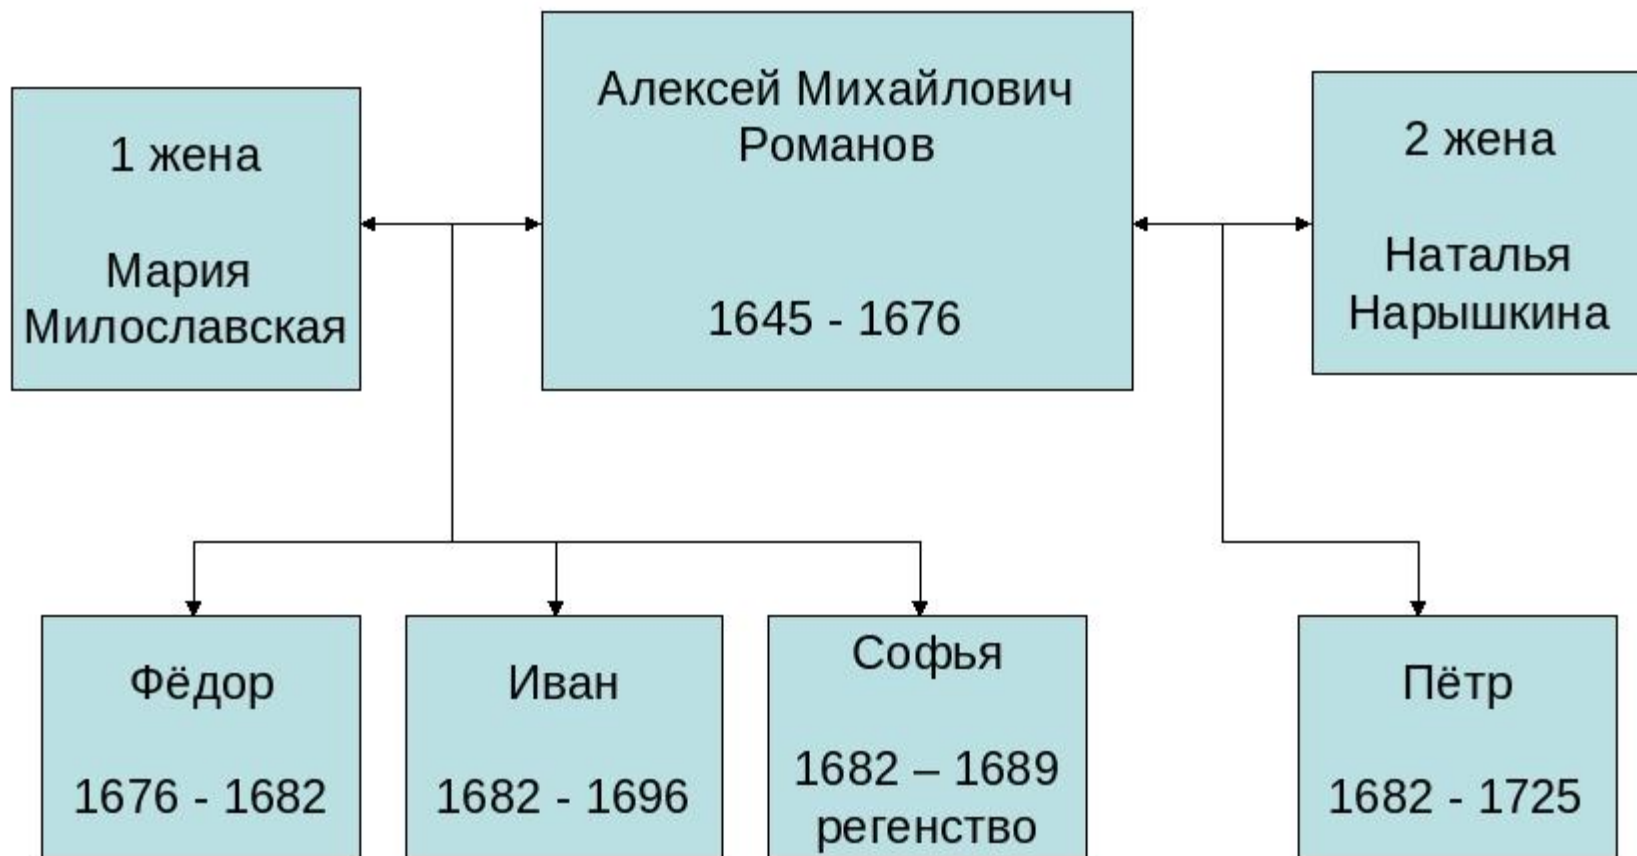 1 жена
Мария
Милославская
Алексей Михайлович
Романов
1645 - 1676
2 жена
Наталья
Нарышкина
Фёдор
1676 - 1682
Иван
1682 - 1696
Софья
1682 – 1689
регенство
Пётр
1682 - 1725